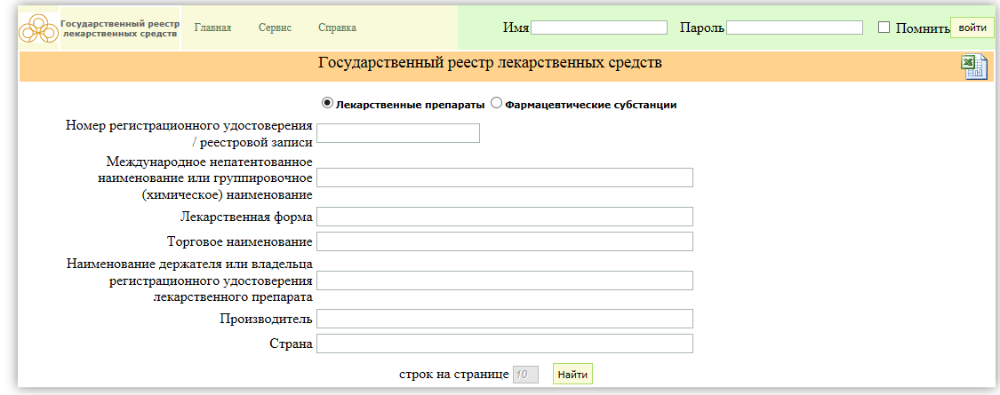 Государственный реестр
лекарственных средств
Главная Сервис Справка Имя Пароль Помнить войти
Государственный реестр лекарственных средств
Лекарственные препараты Фармацевтические субстанции
Номер регистрационного удостоверения
/ реестровой записи
Международное непатентованное
наименование или группировочное
(химическое) наименование
Лекарственная форма
Торговое наименование
Наименование держателя или владельца
регистрационного удостоверения
лекарственного препарата
Производитель
Страна
строк на странице 10 Найти